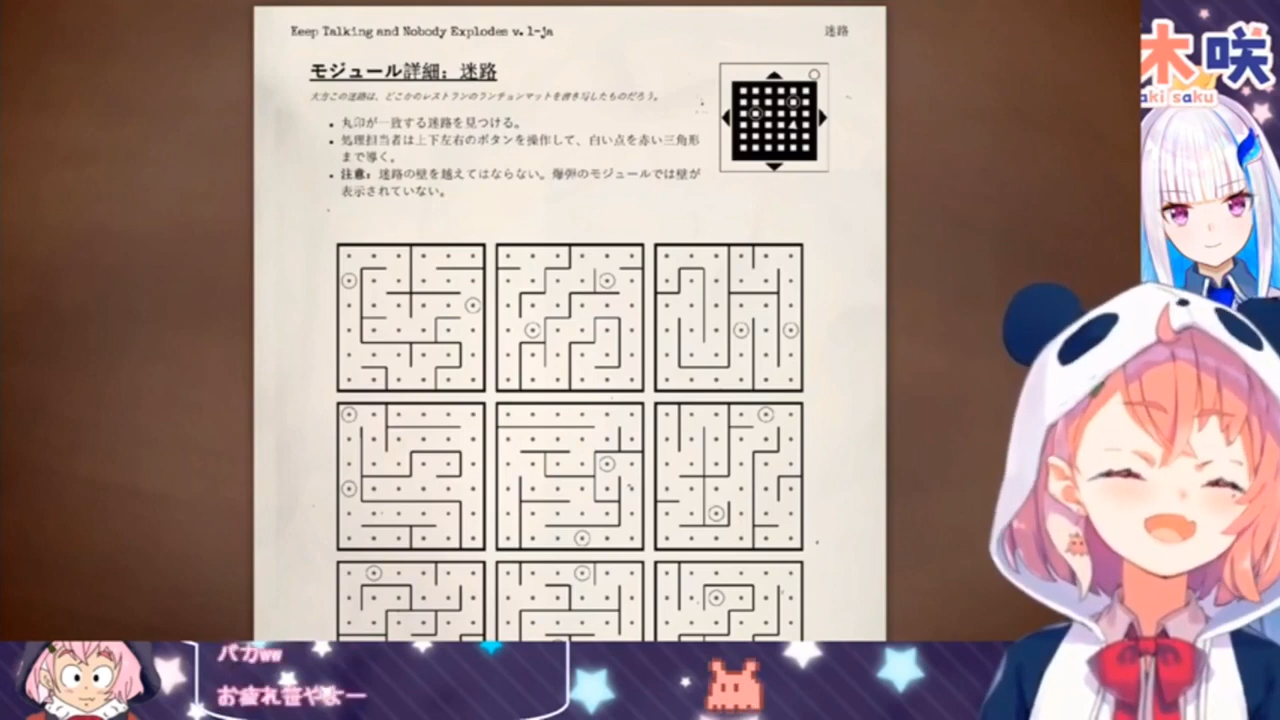 Keep Talking and Nobody Explodes v. 1-ja
迷路
モジュール詳細: 迷路
大方この迷路は、どこかのレストランのランチョンマットを書き写したものだろう。
• 丸印が一致する迷路を見つける。
• 処理担当者は上下左右のボタンを操作して、白い点を赤い三角形
まで導く。
• 注意: 迷路の壁を越えてはならない。爆弾のモジュールでは壁が
表示されていない。
木咲
aki saku
バカww
お疲れ笹やよー